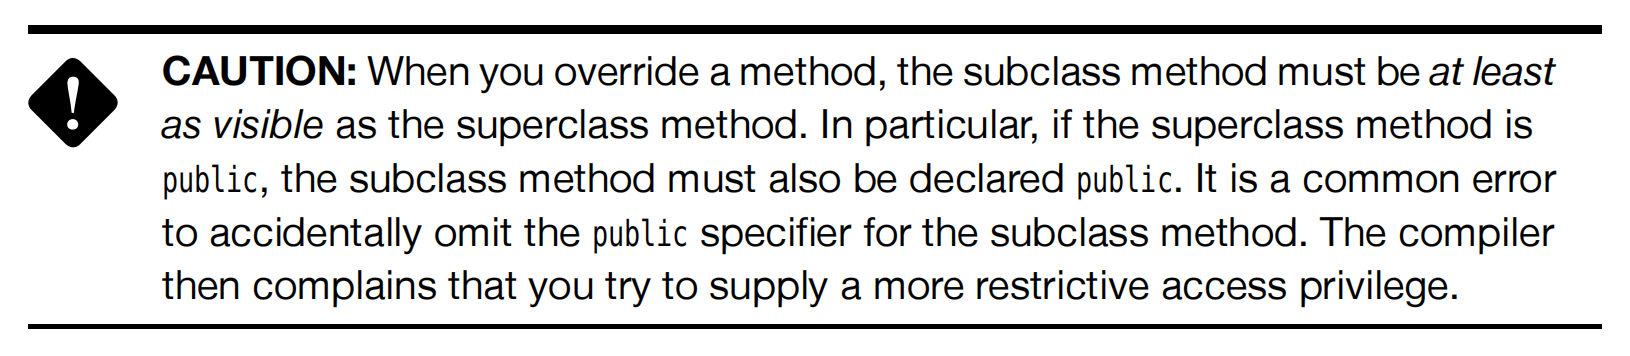 CAUTION: When you override a method, the subclass method must be at least
as visible as the superclass method. In particular, if the superclass method is
public, the subclass method must also be declared public. It is a common error
to accidentally omit the public specifier for the subclass method. The compiler
then complains that you try to supply a more restrictive access privilege.